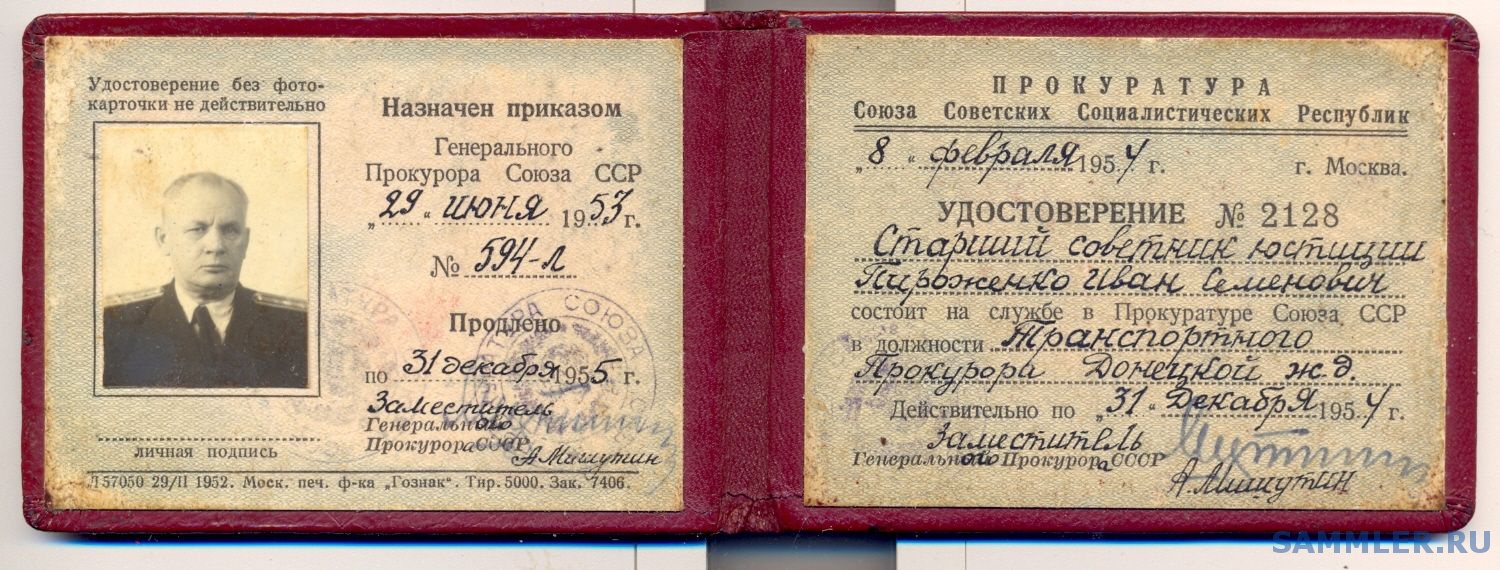 Удостоверение без фото-
карточки не действительно
личная подпись
Назначен приказом
Генерального
Прокурора Союза ССР
„29“ июня 1953 г.
№ 594-л
Продлено
по 31 декабря 1955 г.
Заместитель
Генерального
Прокурора СССР
А Мишутин
Л57050 29/II 1952. Моск. печ. ф-ка „Гознак“. Тир. 5000. Зак. 7406.
ПРОКУРАТУРА
Союза Советских Социалистических Республик
„8“ февраля 1954 г. г. Москва.
УДОСТОВЕРЕНИЕ № 2128
Старший советник юстиции
Пироженко Иван Семенович
состоит на службе в Прокуратуре Союза ССР
в должности Транспортного
Прокурора Донецкой ж.д.
Действительно по „31“ Декабря 1954 г.
Заместитель
Генерального Прокурора СССР
А.Мишутин
SAMMLER.RU